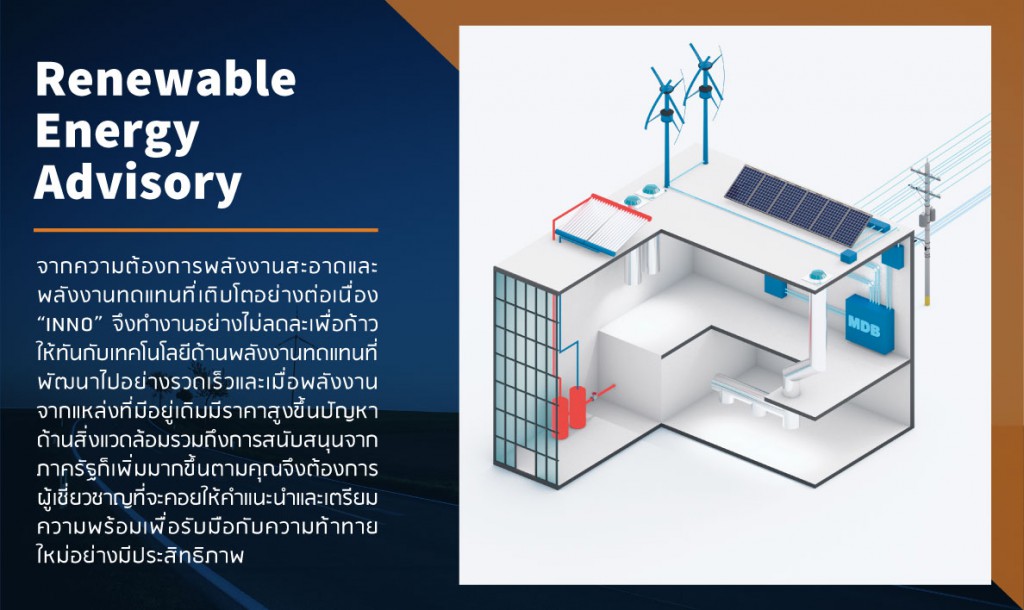 Renewable
Energy
Advisory
จากความต้องการพลังงานสะอาดและ
พลังงานทดแทนที่เติบโตอย่างต่อเนื่อง
“INNO” จึงทำงานอย่างไม่ลดละเพื่อก้าว
ให้ทันกับเทคโนโลยีด้านพลังงานทดแทนที่
พัฒนาไปอย่างรวดเร็วและเมื่อพลังงาน
จากแหล่งที่มีอยู่เดิมมีราคาสูงขึ้นปัญหา
ด้านสิ่งแวดล้อมรวมถึงการสนับสนุนจาก
ภาครัฐก็เพิ่มมากขึ้นตามคุณจึงต้องการ
ผู้เชี่ยวชาญที่จะคอยให้คำแนะนำและเตรียม
ความพร้อมเพื่อรับมือกับความท้าทาย
ใหม่อย่างมีประสิทธิภาพ
MDB